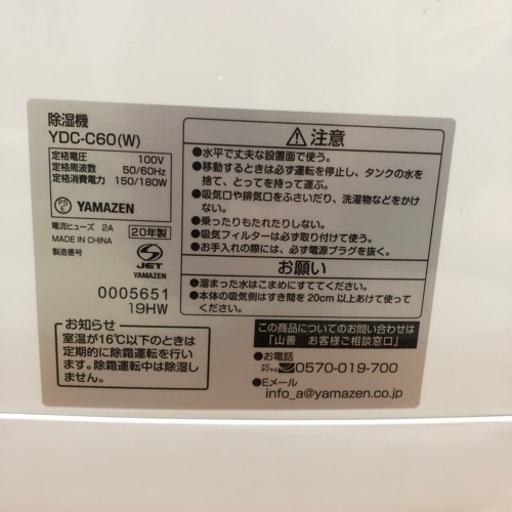 除湿機
YDC-C60(W)
定格電圧 100V
定格周波数 50/60Hz
定格消費電力 150/180W
PSE YAMAZEN
電流ヒューズ 2A
20年製
MADE IN CHINA
製造番号
S JET
YAMAZEN
0005651
19HW
お知らせ
室温が16℃以下のときは
定期的に除霜運転を行い
ます。除霜運転中は除湿し
ません。
⚠注意
●水平で丈夫な設置面で使う。
●移動するときは必ず運転を停止し、タンクの水を
捨て、とってを持って運ぶ。
●吸気口や排気口をふさいだり、洗濯物などをかけ
ない。
●乗ったりもたれたりしない。
●吸気フィルターは必ず取り付けて使う。
●お手入れの際には、必ず電源プラグを抜く。
お願い
●溜まった水はこまめにすててください。
●本体の吸気側はすき間を20cm以上あけて使って
ください。
この商品についてのお問い合わせは
「山善 お客様ご相談窓口」
●お電話
ナビダイヤル 0570-019-700
●Eメール
info_a@yamazen.co.jp